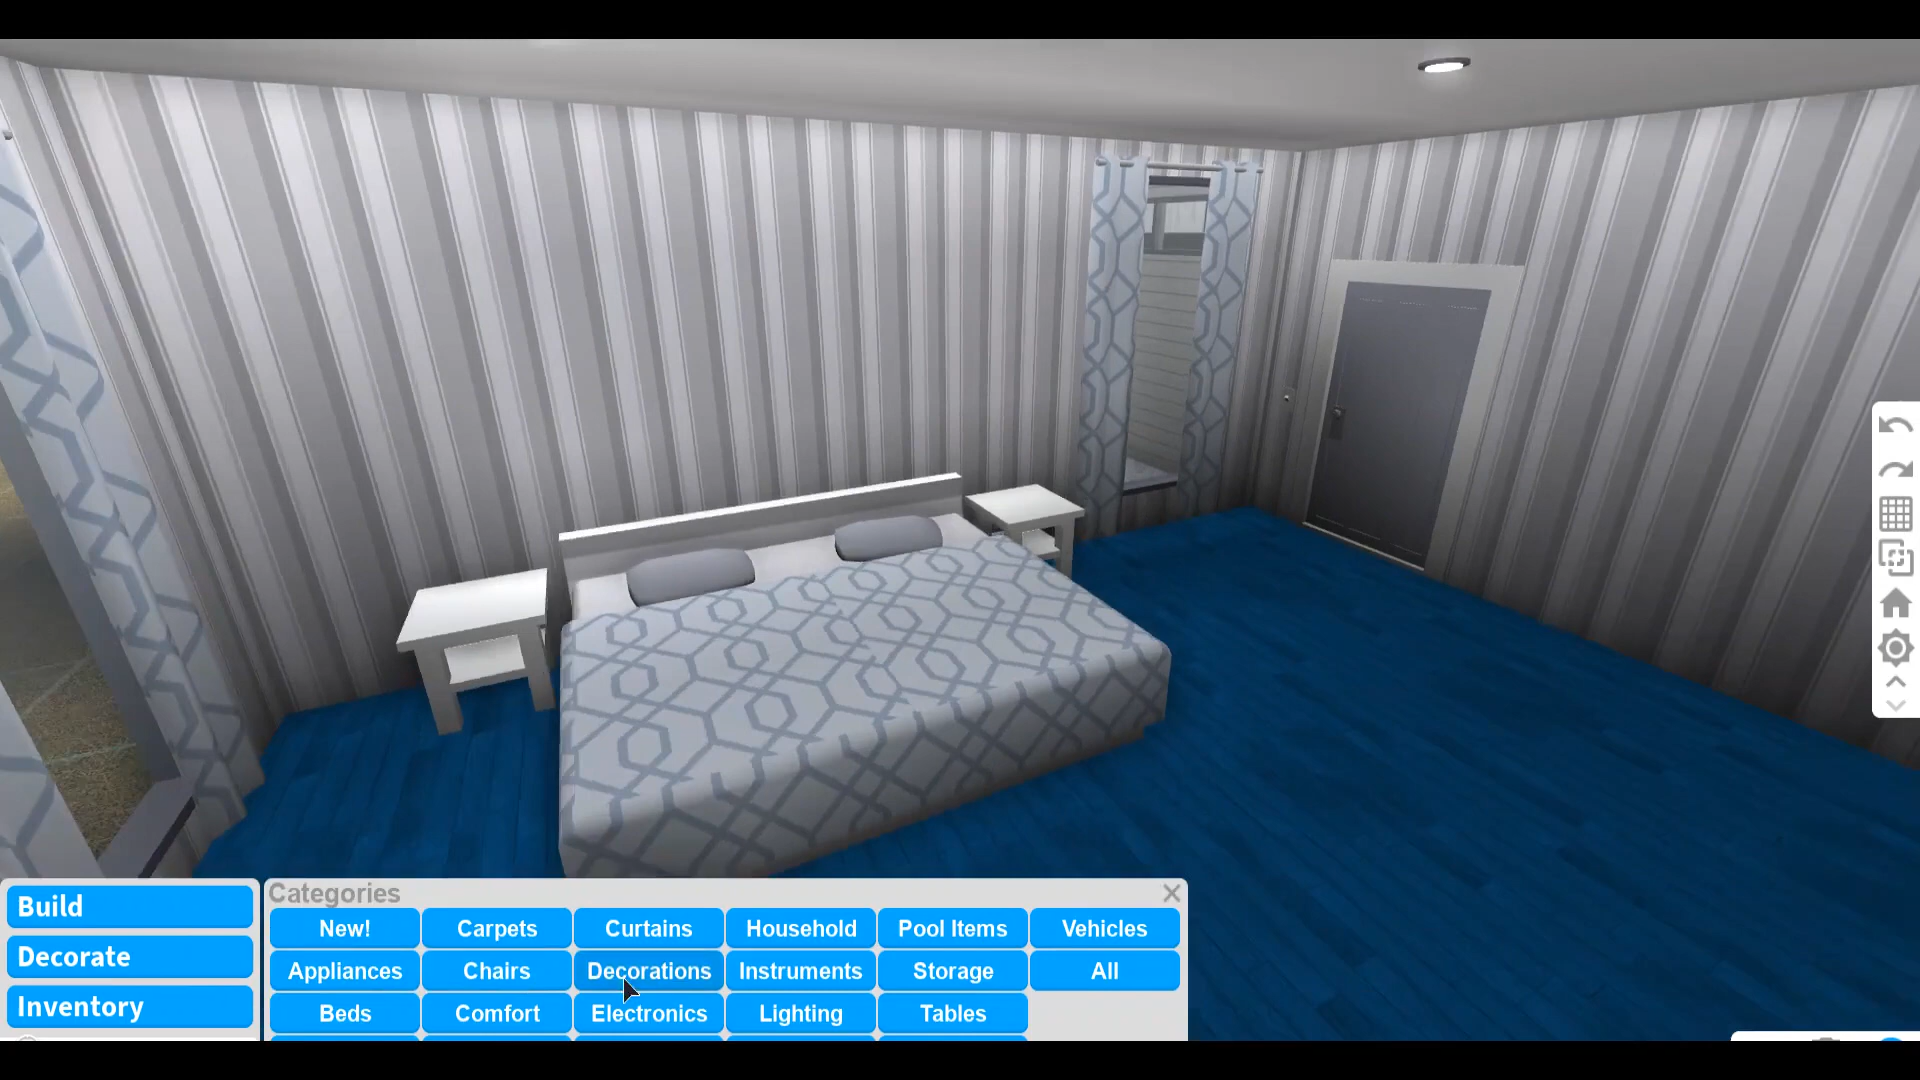 Build
Decorate
Inventory
Categories
New! Carpets Curtains Household Pool Items Vehicles
Appliances Chairs Decorations Instruments Storage All
Beds Comfort Electronics Lighting Tables